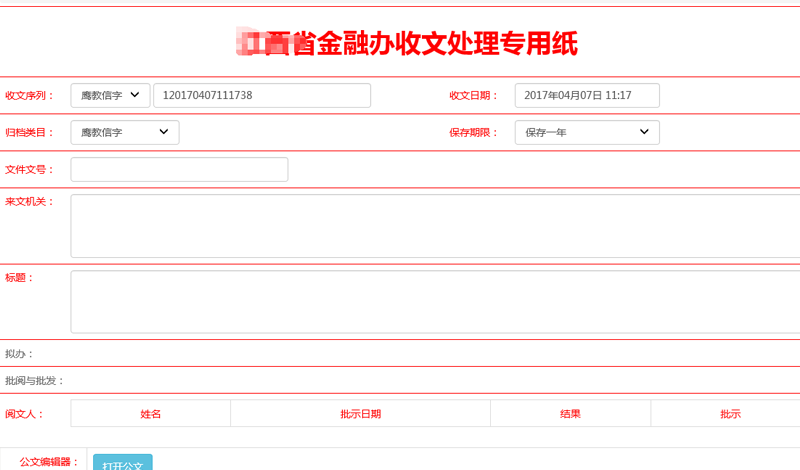 西省金融办收文处理专用纸
收文序列： 鹰教信字 120170407111738 收文日期： 2017年04月07日 11:17
归档类目： 鹰教信字 保存期限： 保存一年
文件文号：
来文机关：
标题：
拟办：
批阅与批发：
阅文人： 姓名 批示日期 结果 批示
公文编辑器： 打开公文